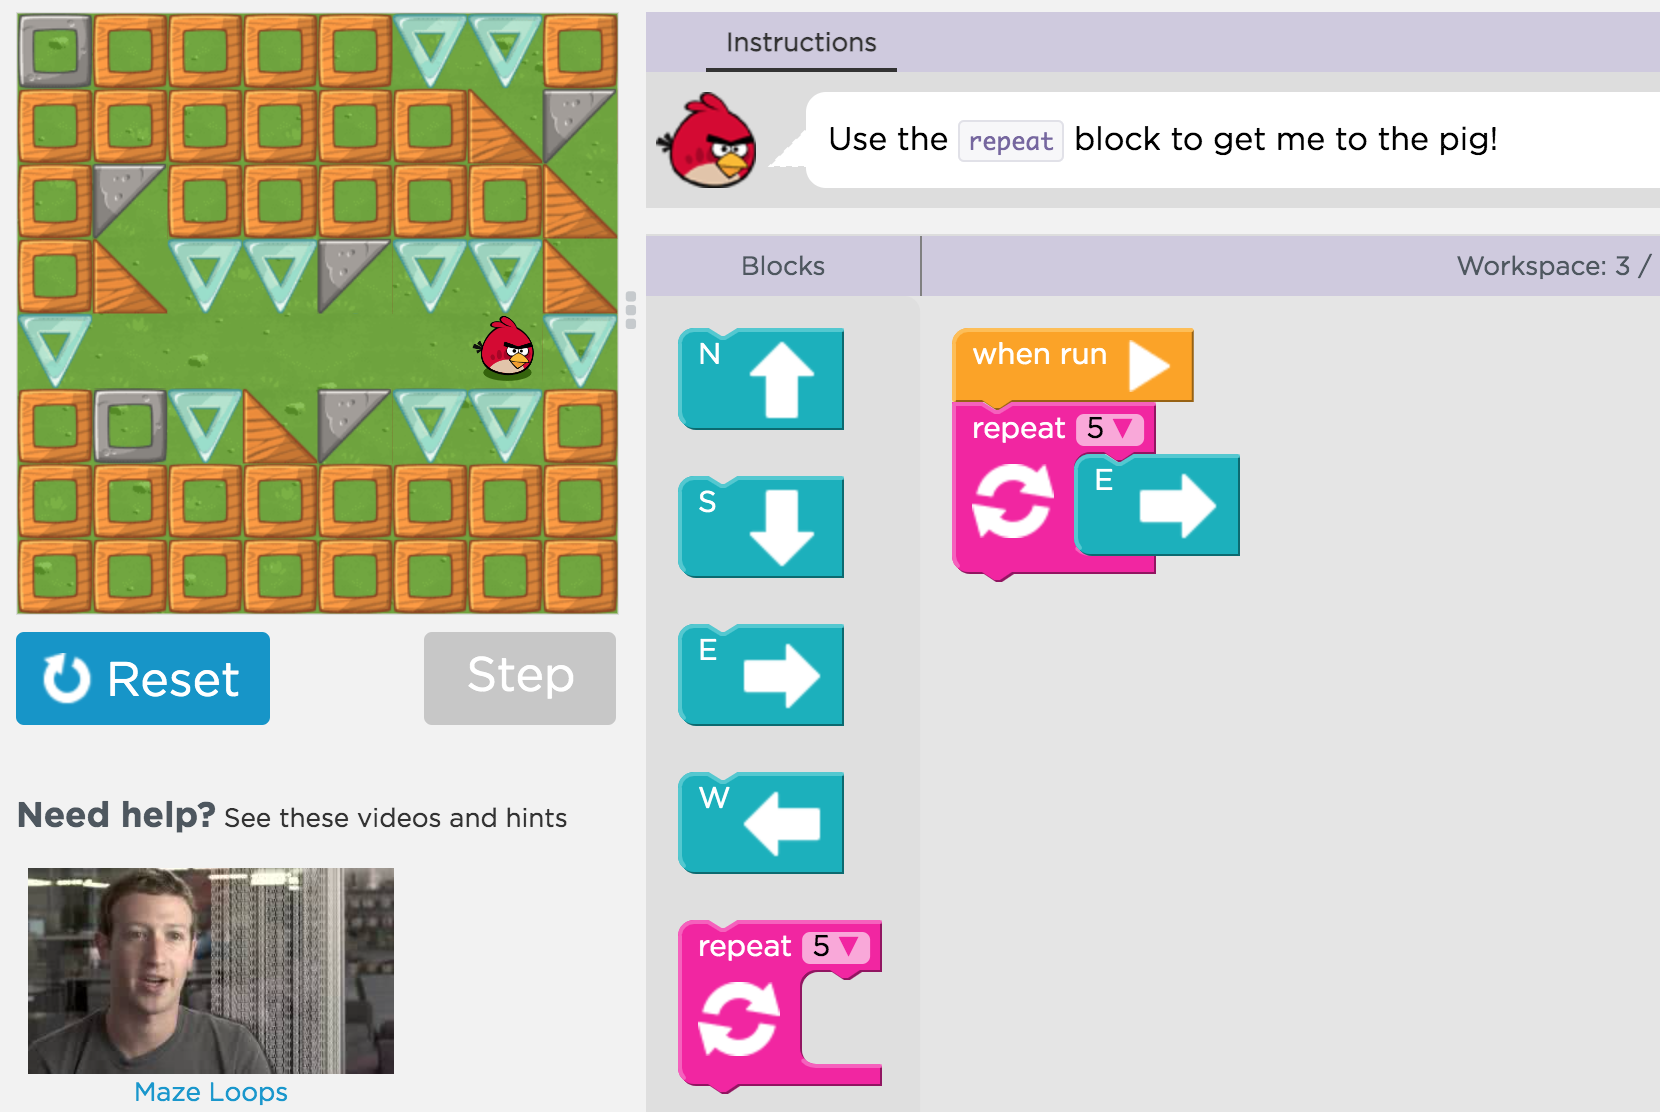 Instructions
Use the repeat block to get me to the pig!
Blocks
Workspace: 3 /
N
S
E
W
repeat 5
when run
repeat 5
E
Reset
Step
Need help? See these videos and hints
Maze Loops